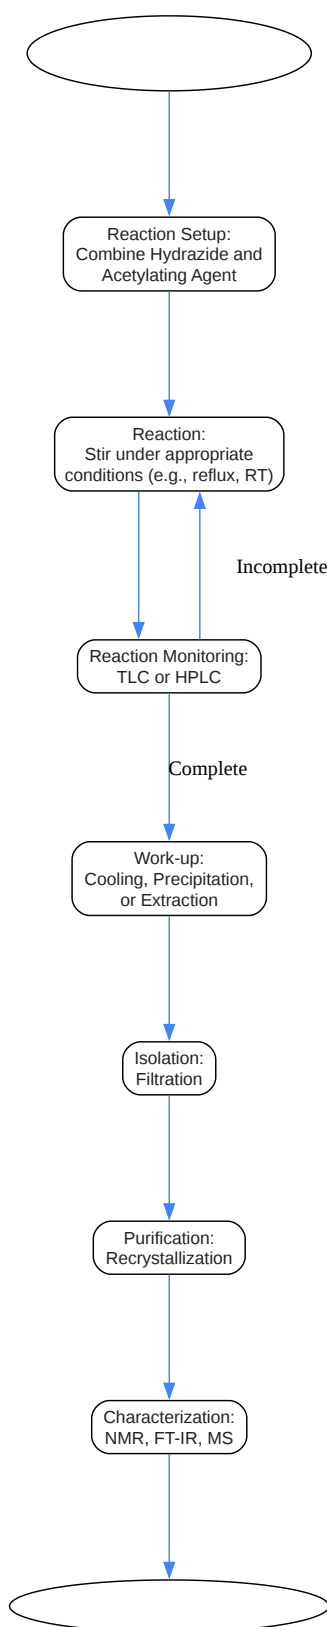 Reaction Setup:
Combine Hydrazide and
Acetylating Agent
Reaction:
Stir under appropriate
conditions (e.g., reflux, RT)
Incomplete
Reaction Monitoring:
TLC or HPLC
Complete
Work-up:
Cooling, Precipitation,
or Extraction
Isolation:
Filtration
Purification:
Recrystallization
Characterization:
NMR, FT-IR, MS